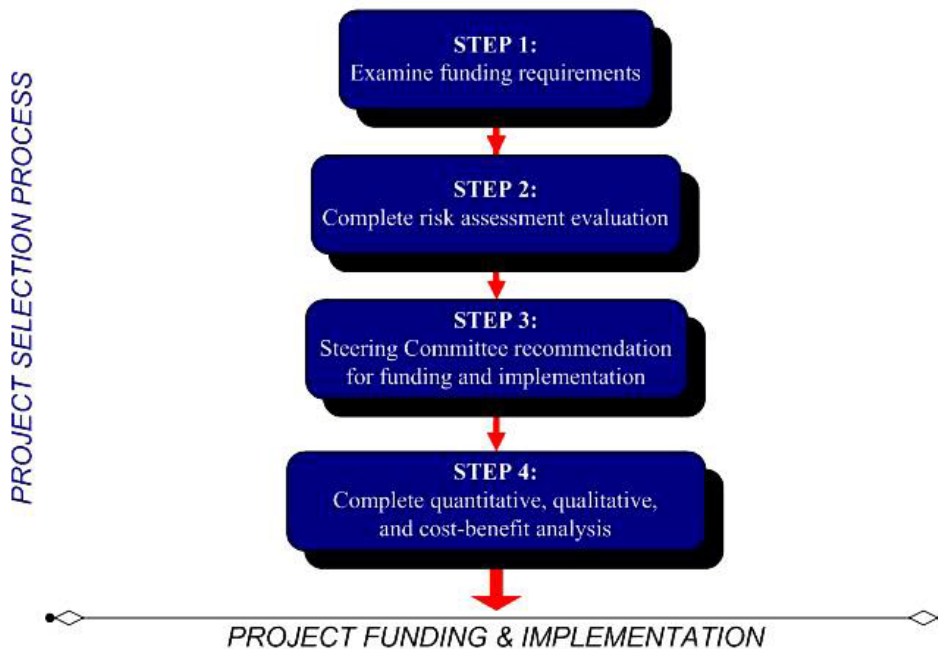 PROJECT SELECTION PROCESS
STEP 1:
Examine funding requirements
STEP 2:
Complete risk assessment evaluation
STEP 3:
Steering Committee recommendation
for funding and implementation
STEP 4:
Complete quantitative, qualitative,
and cost-benefit analysis
PROJECT FUNDING & IMPLEMENTATION